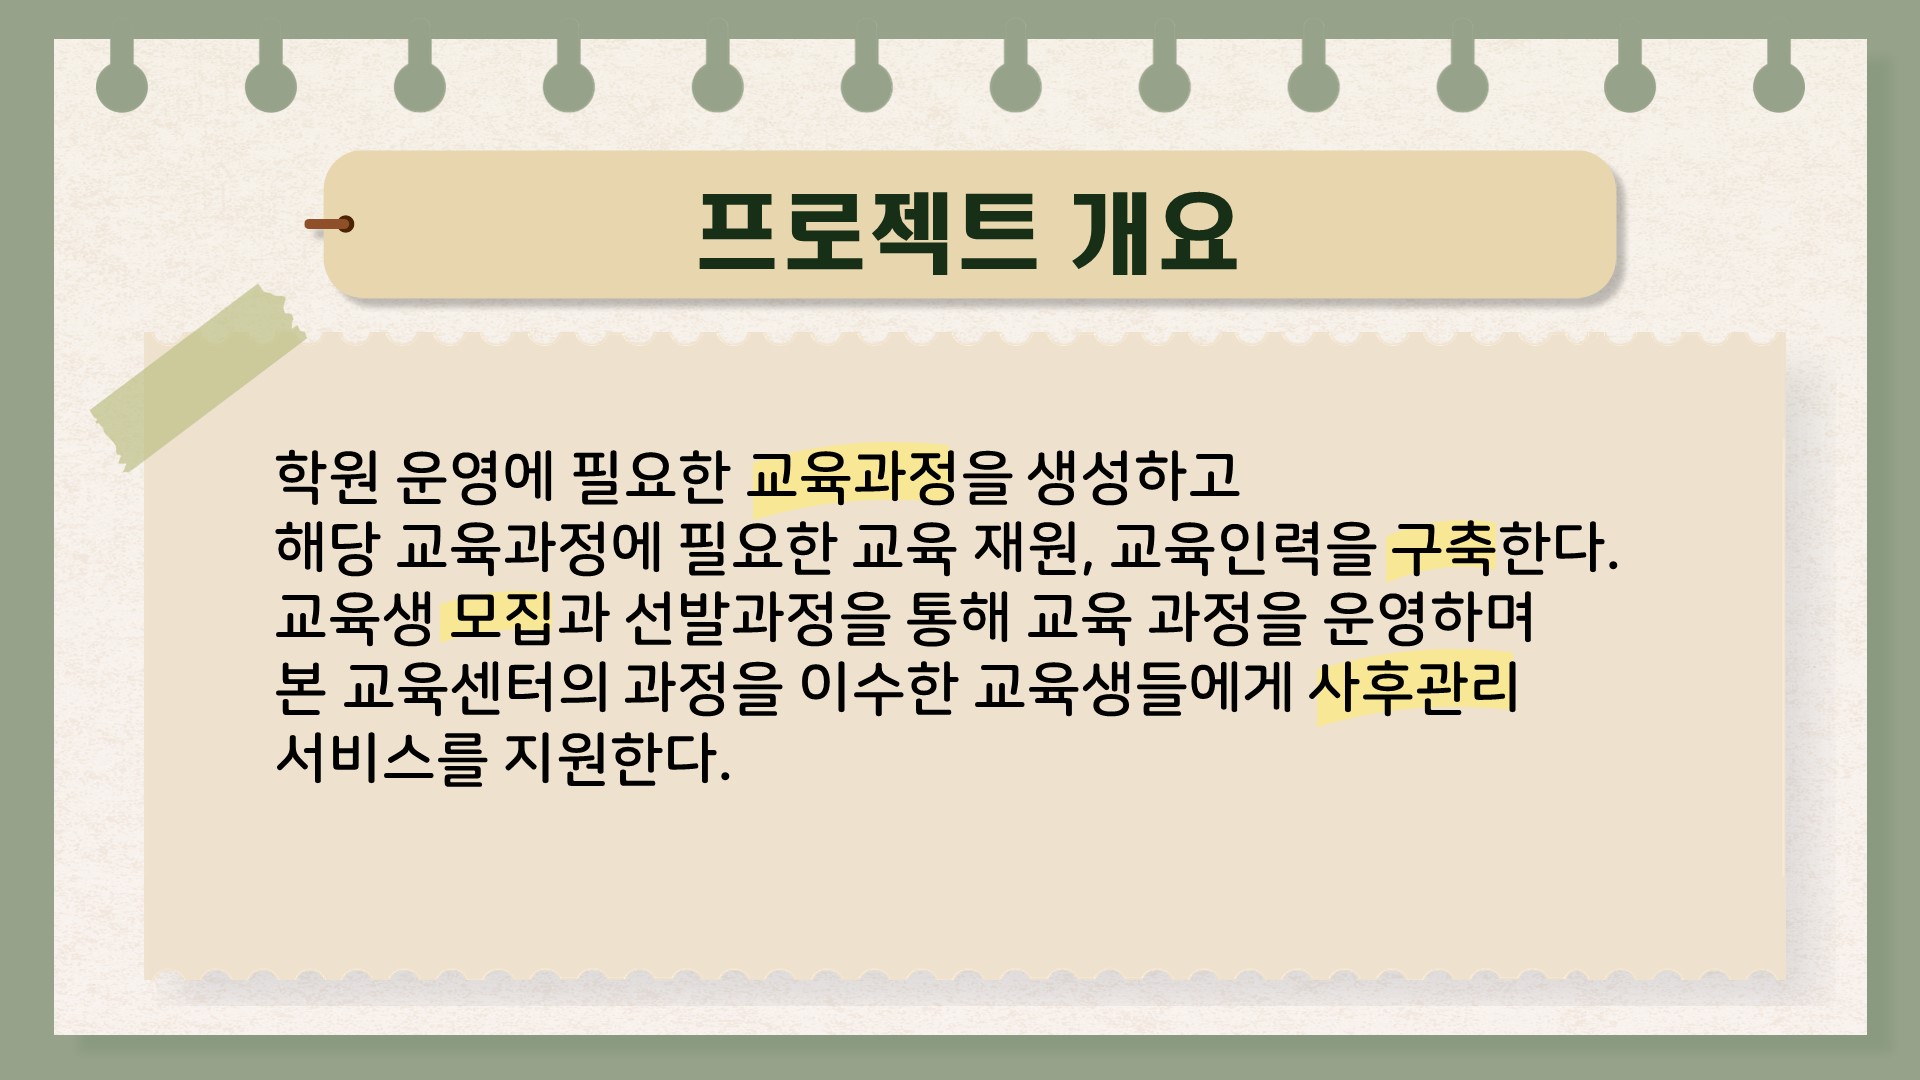 프로젝트 개요
학원 운영에 필요한 교육과정을 생성하고
해당 교육과정에 필요한 교육 재원, 교육인력을 구축한다.
교육생 모집과 선발과정을 통해 교육 과정을 운영하며
본 교육센터의 과정을 이수한 교육생들에게 사후관리
서비스를 지원한다.